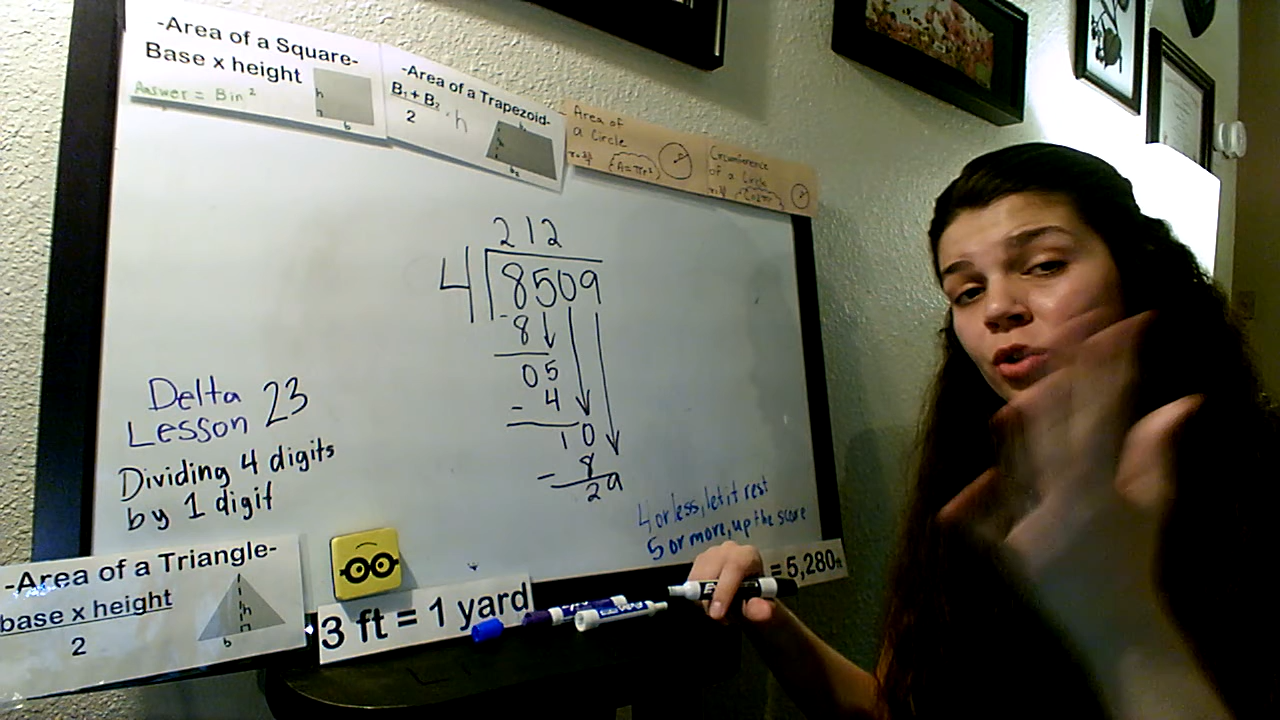 -Area of a Square-
Base x height
Answer = Bin²
h
b
-Area of a Trapezoid-
B₁ + B₂
2
· h
Area of
a Circle
A = πr²
Circumference
of a Circle
212
4
8509
- 8
05
- 4
10
- 8
29
Delta
Lesson 23
Dividing 4 digits
by 1 digit
4 or less, let it rest
5 or more, up the score
-Area of a Triangle-
base x height
2
h
b
3 ft = 1 yard
= 5,280 ft